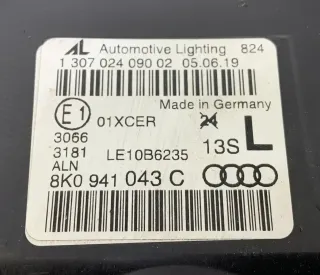 AL Automotive Lighting 824
1 307 024 090 02 05.06.19
Made in Germany
E1 01XCER 24
3066
3181 LE10B6235 13S L
ALN
8K0 941 043 C